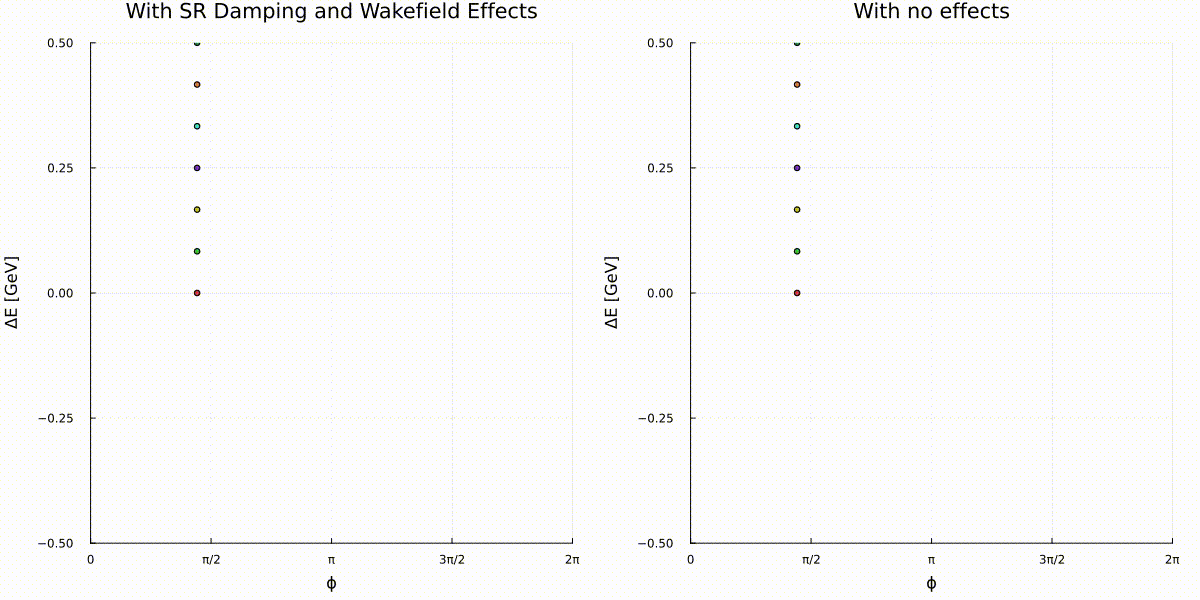 With SR Damping and Wakefield Effects
0.50
0.25
0.00
−0.25
−0.50
ΔE [GeV]
0 π/2 π 3π/2 2π
ϕ
With no effects
0.50
0.25
0.00
−0.25
−0.50
ΔE [GeV]
0 π/2 π 3π/2 2π
ϕ